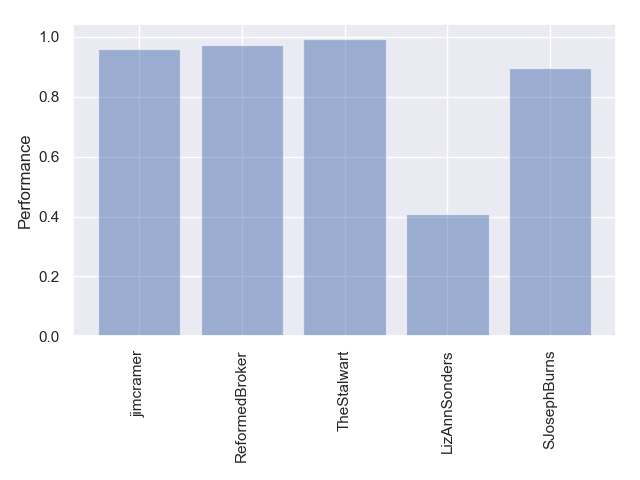 1.0
0.8
0.6
0.4
0.2
0.0
Performance
jimcramer
ReformedBroker
TheStalwart
LizAnnSonders
SJosephBurns